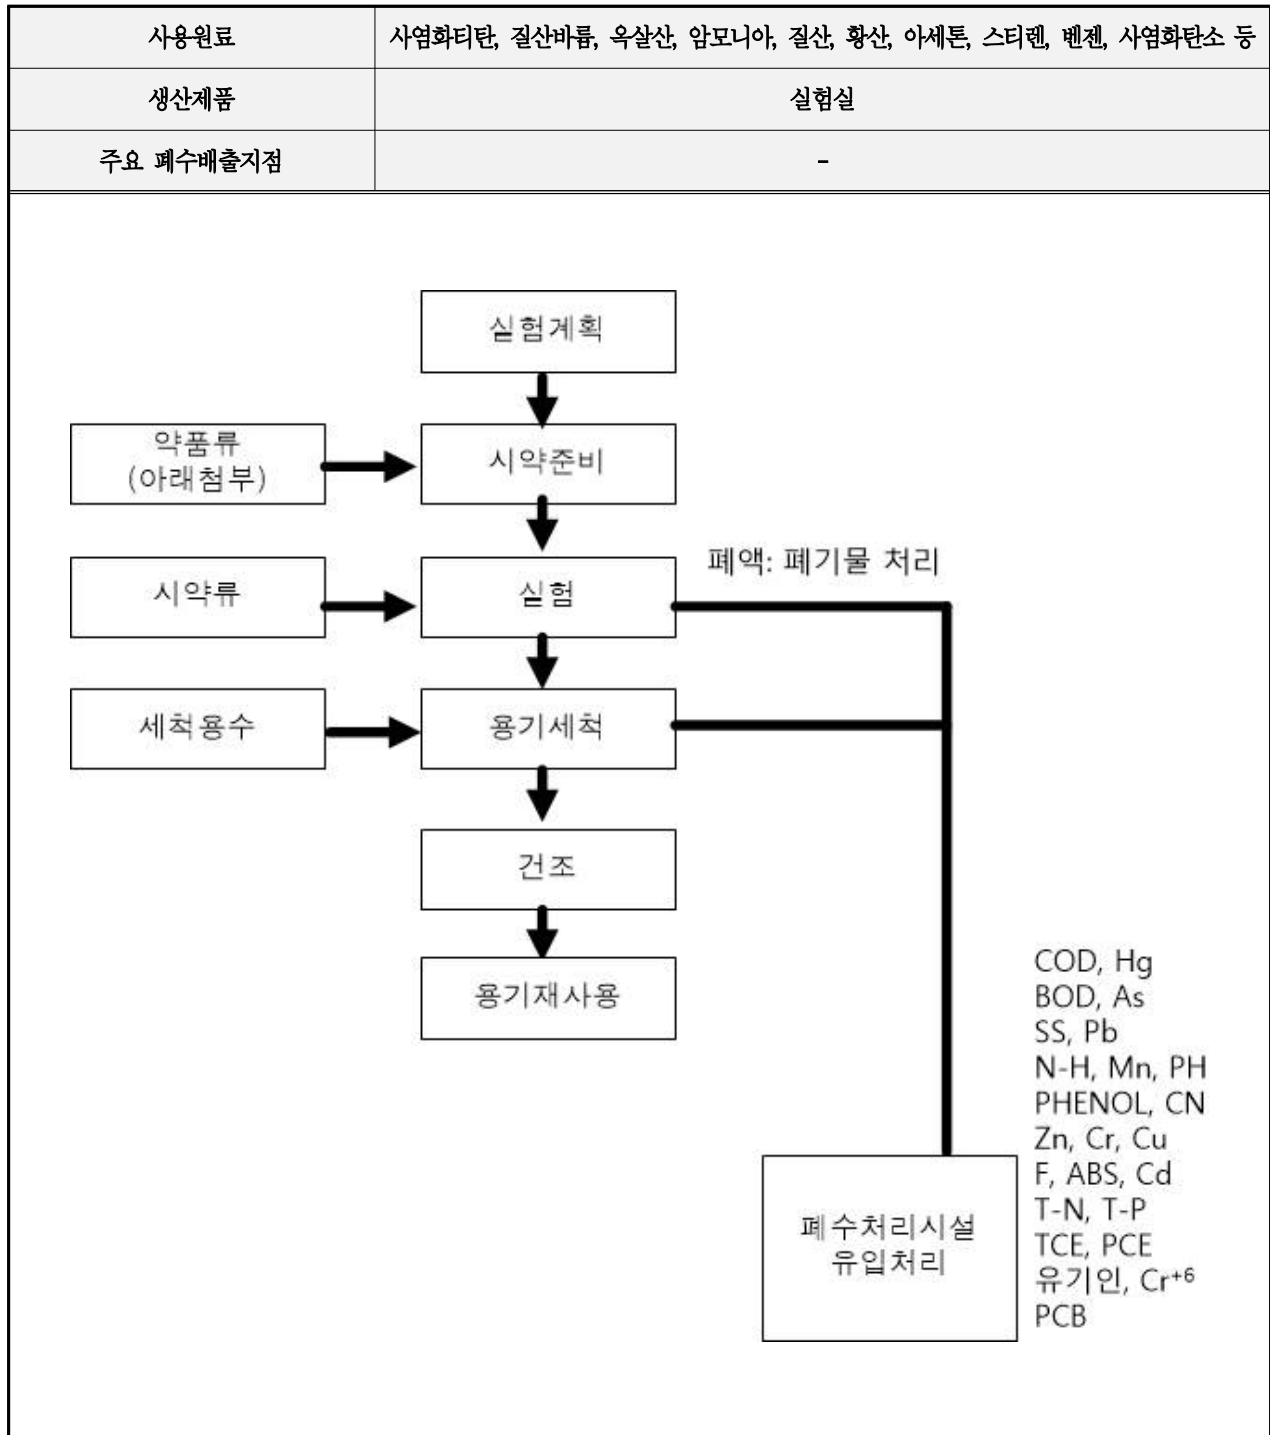 사용원료
사염화티탄, 질산바륨, 옥살산, 암모니아, 질산, 황산, 아세톤, 스티렌, 벤젠, 사염화탄소 등
생산제품
실험실
주요 폐수배출지점
-
실험계획
약품류
(아래첨부)
시약준비
폐액: 폐기물 처리
시약류
실험
세척용수
용기세척
건조
용기재사용
COD, Hg
BOD, As
SS, Pb
N-H, Mn, PH
PHENOL, CN
Zn, Cr, Cu
F, ABS, Cd
T-N, T-P
TCE, PCE
유기인, Cr⁺⁶
PCB
폐수처리시설
유입처리